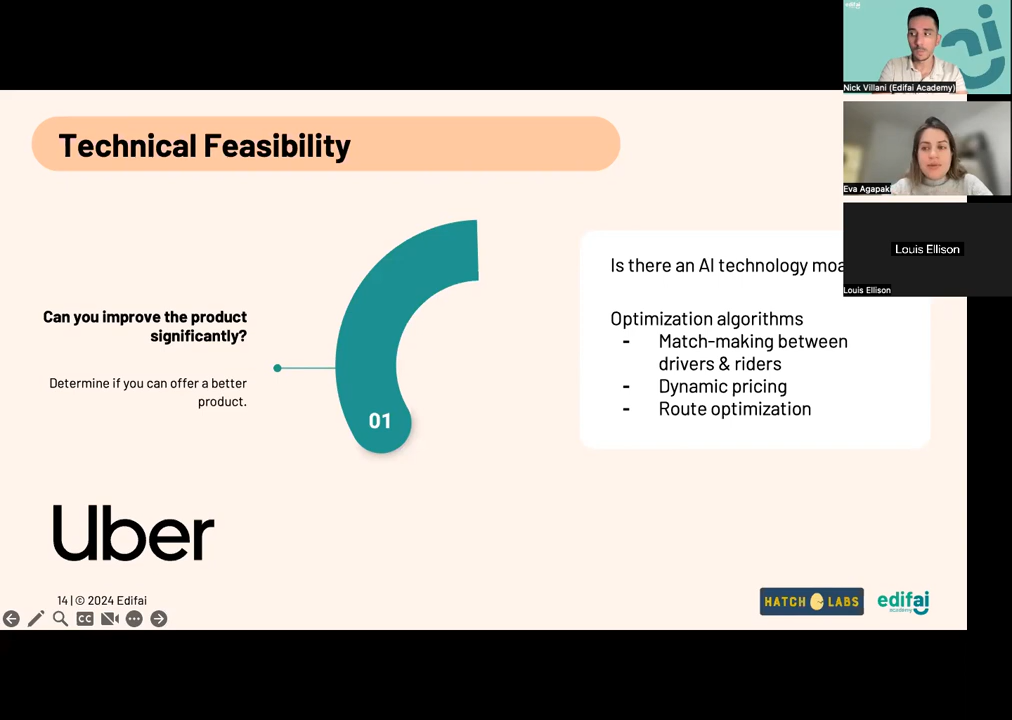 edifai
Nick Villani (Edifai Academy)
Technical Feasibility
Eva Agapaki
Louis Ellison
Louis Ellison
Is there an AI technology moa
Can you improve the product
significantly?
Determine if you can offer a better
product.
01
Optimization algorithms
- Match-making between
drivers & riders
- Dynamic pricing
- Route optimization
Uber
14 | © 2024 Edifai
CC
HATCH LABS
edifai
academy